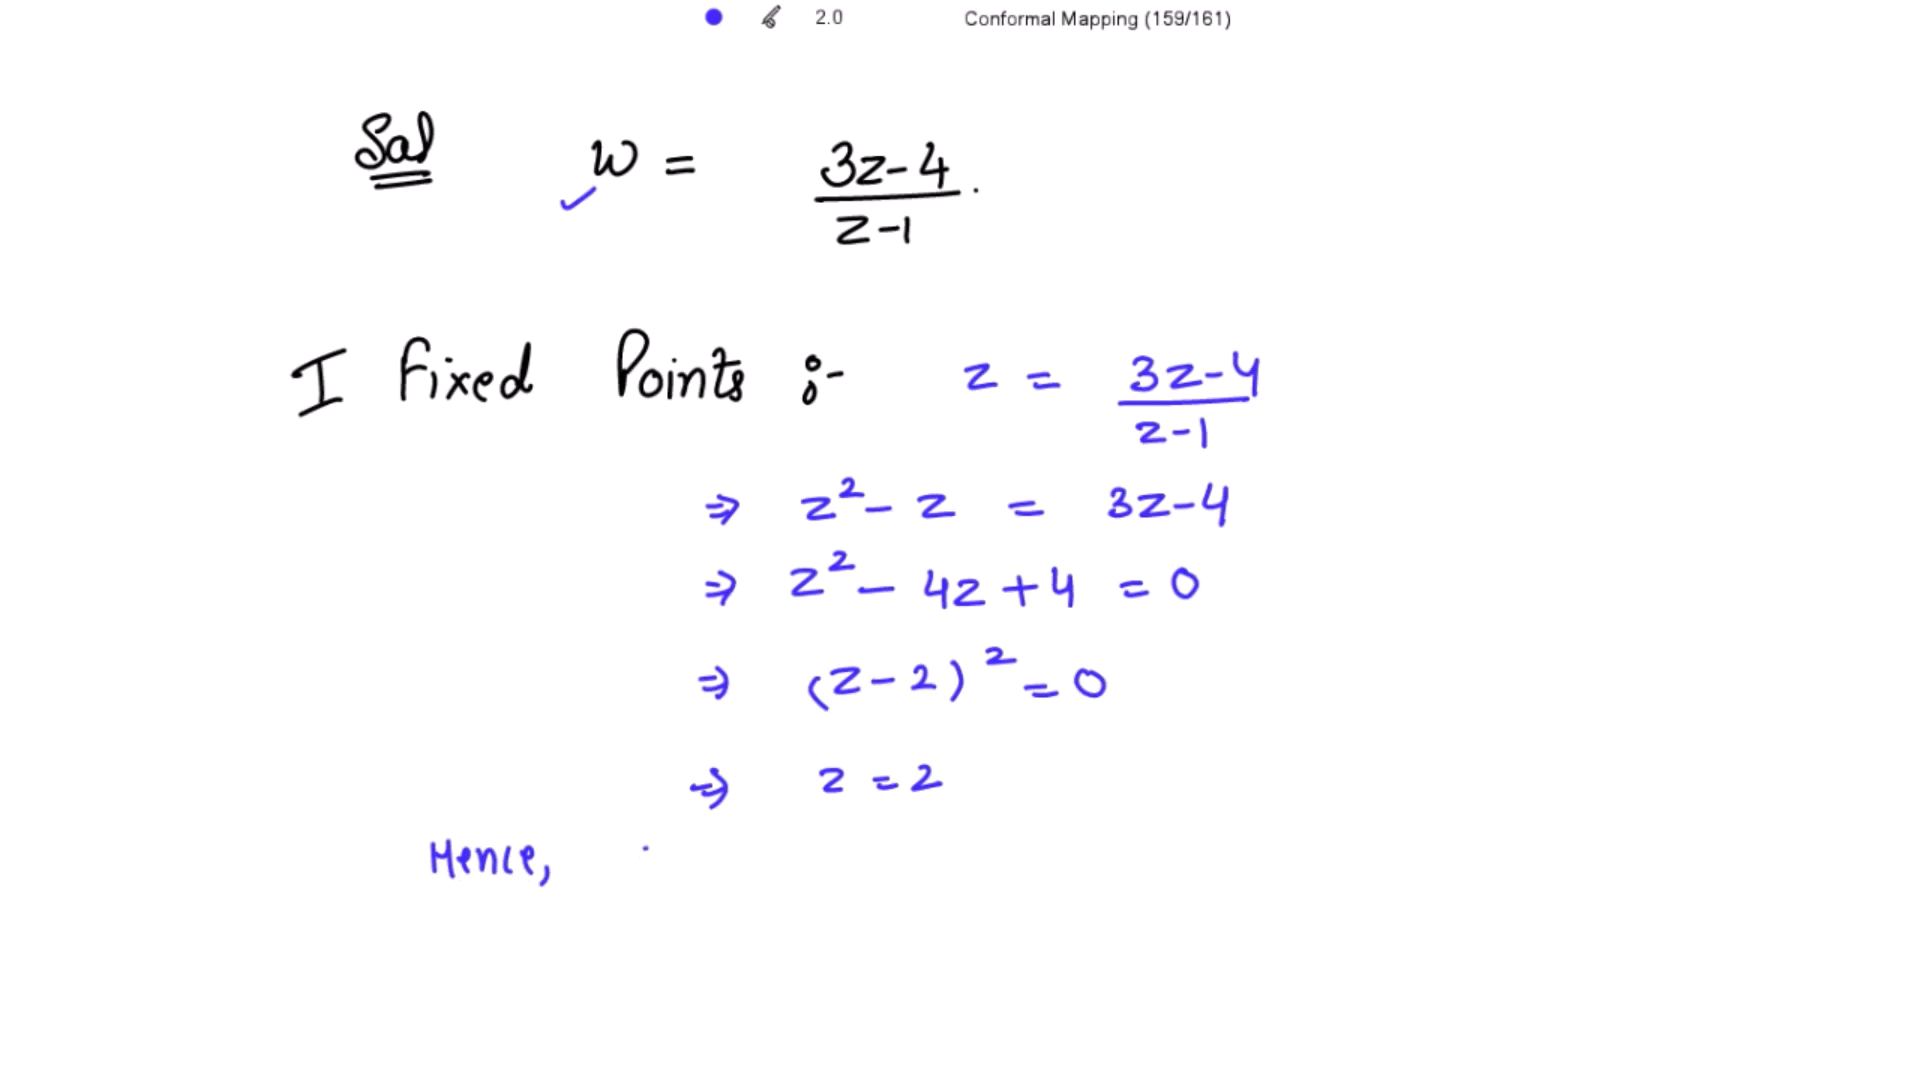 2.0 Conformal Mapping (159/161)
Sol w = 3z-4 / z-1 .
I Fixed Points :- z = 3z-4 / z-1
⇒ z² - z = 3z-4
⇒ z² - 4z + 4 = 0
⇒ (z-2)² = 0
⇒ z = 2
Hence,